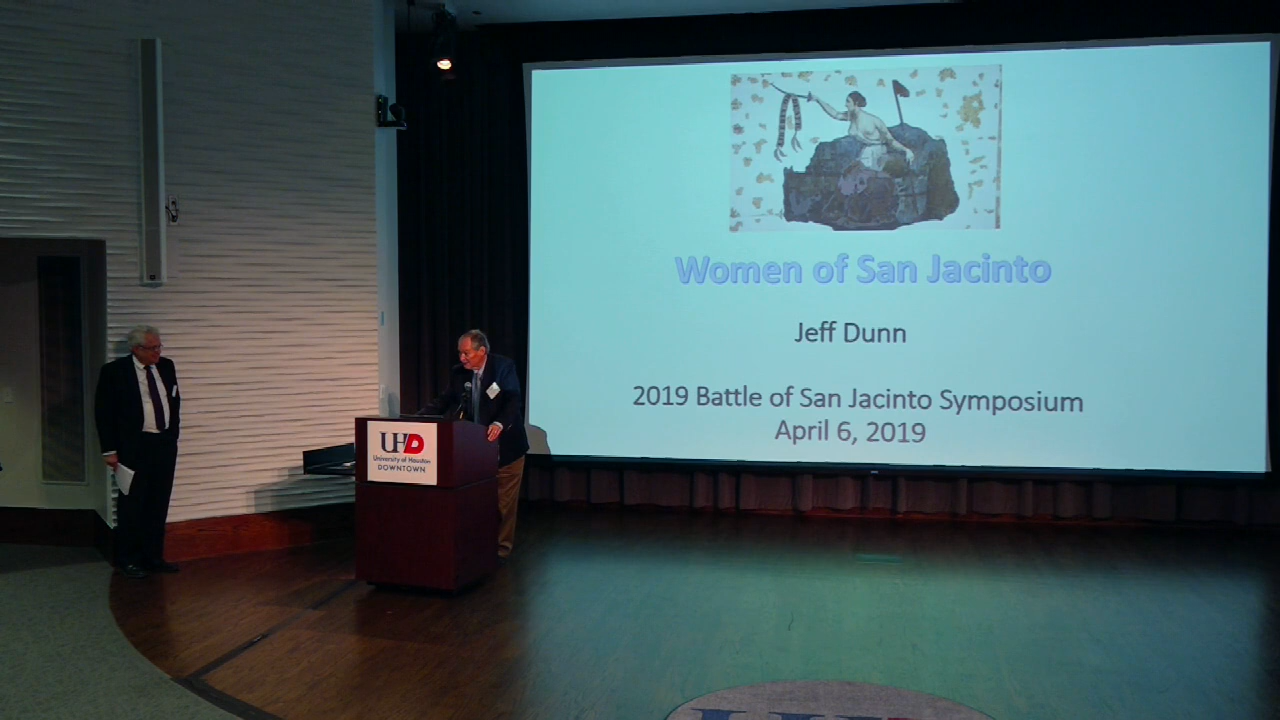 Women of San Jacinto
Jeff Dunn
2019 Battle of San Jacinto Symposium
April 6, 2019
UHD
University of Houston
DOWNTOWN